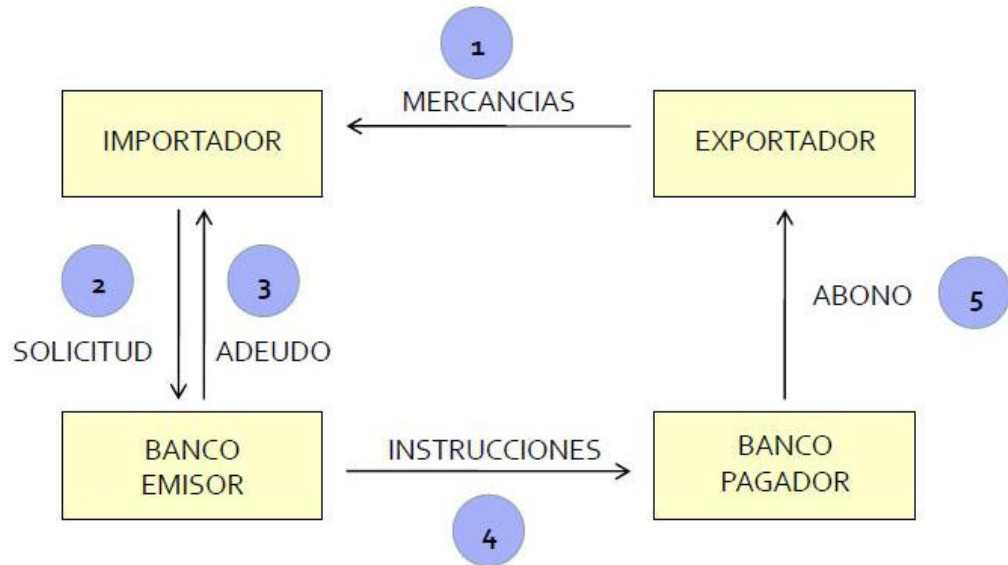 1
MERCANCIAS
IMPORTADOR
EXPORTADOR
2
3
SOLICITUD
ADEUDO
ABONO
5
BANCO
EMISOR
INSTRUCCIONES
4
BANCO
PAGADOR